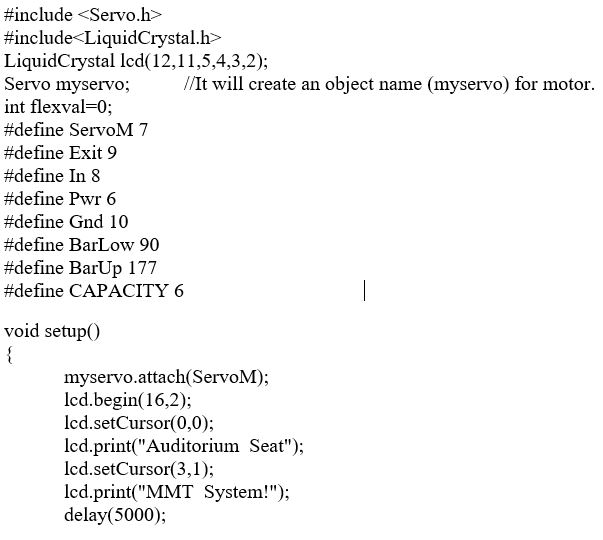 #include <Servo.h>
#include<LiquidCrystal.h>
LiquidCrystal lcd(12,11,5,4,3,2);
Servo myservo; //It will create an object name (myservo) for motor.
int flexval=0;
#define ServoM 7
#define Exit 9
#define In 8
#define Pwr 6
#define Gnd 10
#define BarLow 90
#define BarUp 177
#define CAPACITY 6
void setup()
{
myservo.attach(ServoM);
lcd.begin(16,2);
lcd.setCursor(0,0);
lcd.print("Auditorium  Seat");
lcd.setCursor(3,1);
lcd.print("MMT  System!");
delay(5000);